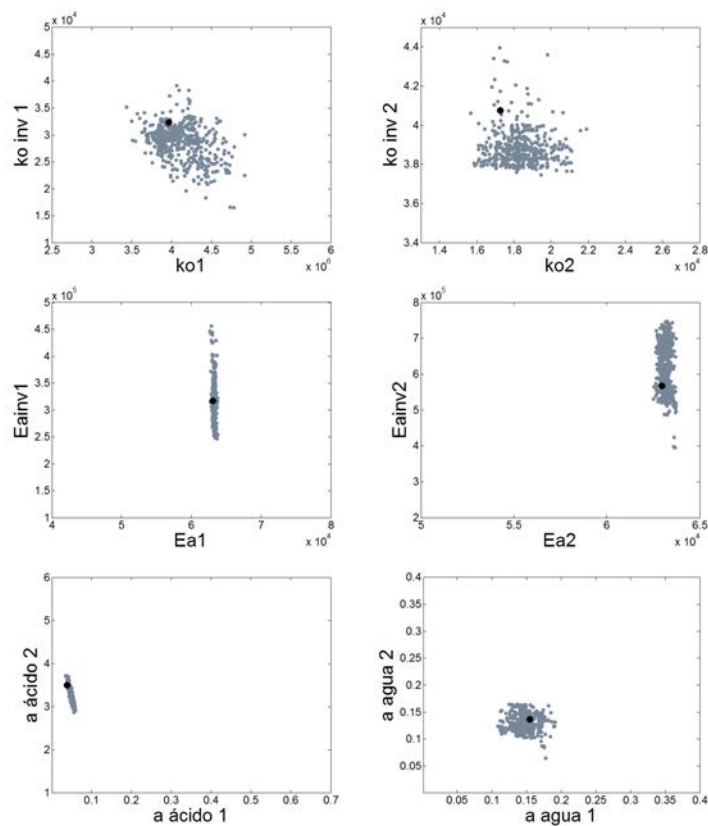 x 10⁴
5
4.5
4
3.5
3
2.5
2
1.5
1
2.5 3 3.5 4 4.5 5 5.5 6
x 10⁶
ko inv 1
ko1
x 10⁴
4.4
4.2
4
3.8
3.6
3.4
1.4 1.6 1.8 2 2.2 2.4 2.6 2.8
x 10⁴
ko inv 2
ko2
x 10⁵
5
4.5
4
3.5
3
2.5
2
1.5
1
4 5 6 7 8
x 10⁴
Eainv1
Ea1
x 10⁵
8
7
6
5
4
3
2
5 5.5 6 6.5
x 10⁴
Eainv2
Ea2
6
5
4
3
2
1
0.1 0.2 0.3 0.4 0.5 0.6 0.7
a ácido 2
a ácido 1
0.4
0.35
0.3
0.25
0.2
0.15
0.1
0.05
0.05 0.1 0.15 0.2 0.25 0.3 0.35 0.4
a agua 2
a agua 1